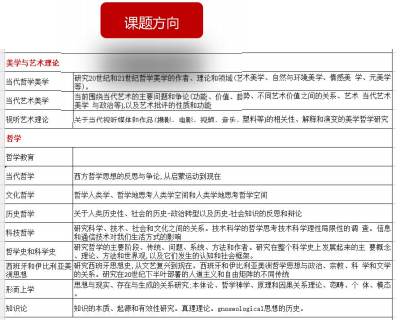 课题方向
美学与艺术理论
当代哲学美学 研究20世纪和21世纪哲学美学的作者、理论和领域(艺术美学、自然与环境美学、情感美 学、元美学
等)。
当代艺术美学 当前围绕当代艺术的主要问题和争论(功能、价值、趋势、不同艺术价值之间的关系、艺术 当代艺术
美学 与政治等),以及艺术批评的性质和功能
视听艺术理论 关于当代视听媒体和作品(摄影、电影、视频、音乐、塑料等)的相关性、解释和演变的美学哲学研究
哲学
哲学教育
当代哲学 西方哲学思想的反思与争论,从启蒙运动到现在
文化哲学 哲学人类学、哲学地思考人类学空间和人类学地思考哲学空间
历史哲学 关于人类历史性、社会的历史-政治转型以及历史-社会知识的反思和辩论
科技哲学 研究科学、技术、社会和文化之间的关系。技术科学的哲学思考技术科学理性局限性的 调 查。信息
和通信技术对我们生活方式的影响
哲学史和科学史 研究哲学的主要阶段、传统、问题、系统、方法和作者。研究在整个科学史上发展起来的主 要概念
、理论、方法和世界观,以及它们发生的认知和社会框架。
西班牙和伊比利亚美 研究西班牙思想史,从文艺复兴到现在。西班牙和伊比利亚美洲哲学思想与政治、宗教、科 学和文学
洲思想 的关系。研究在20世纪下半叶部署的人道主义和自由矩阵的不同传统
形而上学 思想与现实、存在与生成的关系研究;本体论、哲学禅学、原理和因果关系理论、范畴、个 体、模态
。
知识论 知识的本质、起源和有效性研究。真理理论。gnoseological思想的历史。